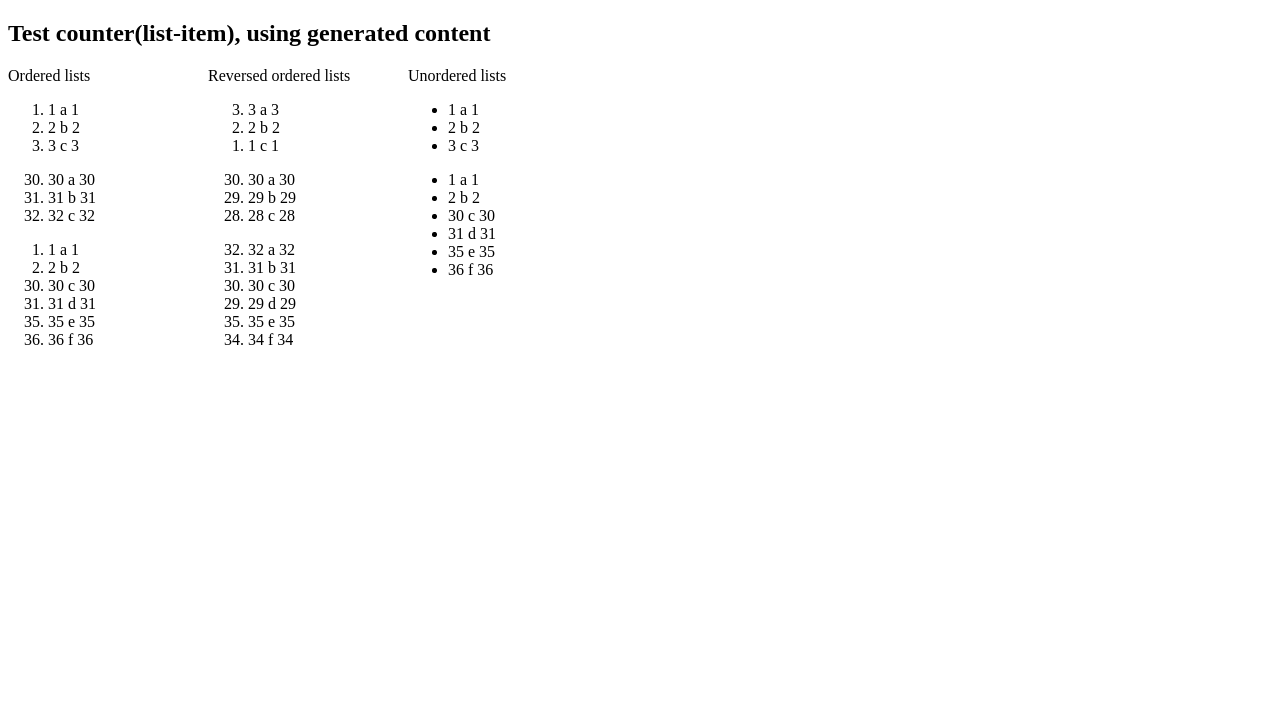 Test counter(list-item), using generated content
Ordered lists
1. 1 a 1
2. 2 b 2
3. 3 c 3
30. 30 a 30
31. 31 b 31
32. 32 c 32
1. 1 a 1
2. 2 b 2
30. 30 c 30
31. 31 d 31
35. 35 e 35
36. 36 f 36
Reversed ordered lists
3. 3 a 3
2. 2 b 2
1. 1 c 1
30. 30 a 30
29. 29 b 29
28. 28 c 28
32. 32 a 32
31. 31 b 31
30. 30 c 30
29. 29 d 29
35. 35 e 35
34. 34 f 34
Unordered lists
• 1 a 1
• 2 b 2
• 3 c 3
• 1 a 1
• 2 b 2
• 30 c 30
• 31 d 31
• 35 e 35
• 36 f 36